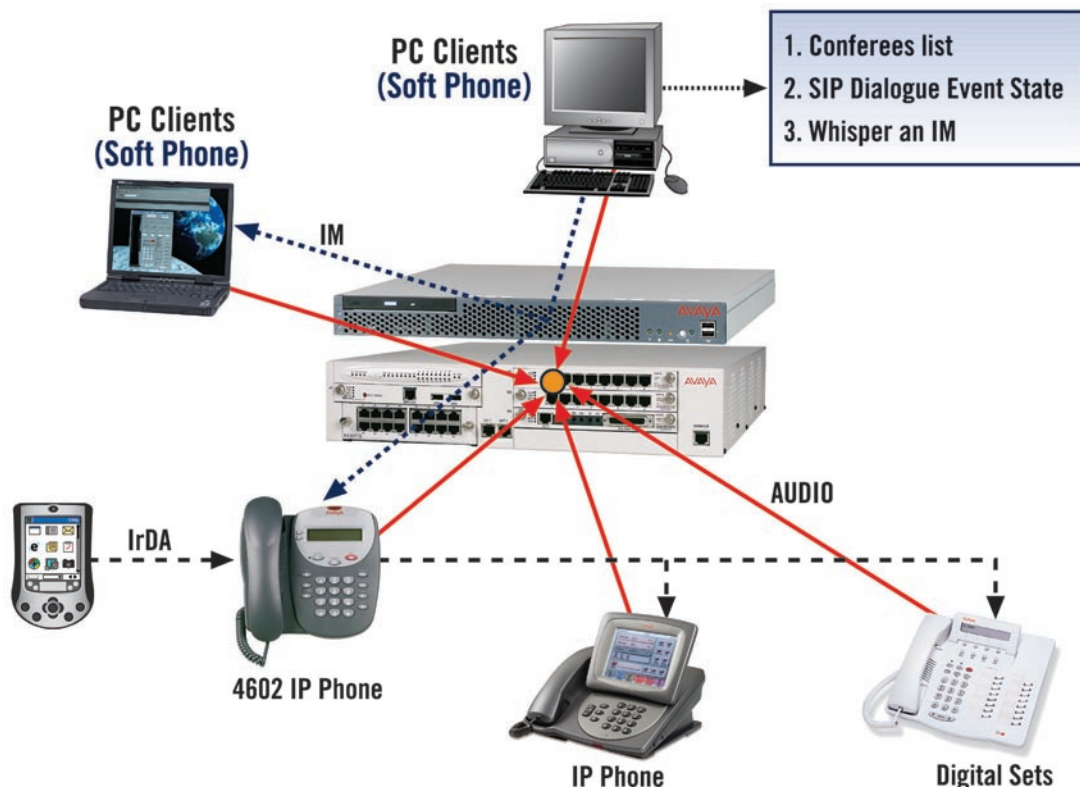 PC Clients
(Soft Phone)
1. Conferees list
2. SIP Dialogue Event State
3. Whisper an IM
PC Clients
(Soft Phone)
IM
AVAYA
AVAYA
AUDIO
IrDA
4602 IP Phone
IP Phone
Digital Sets